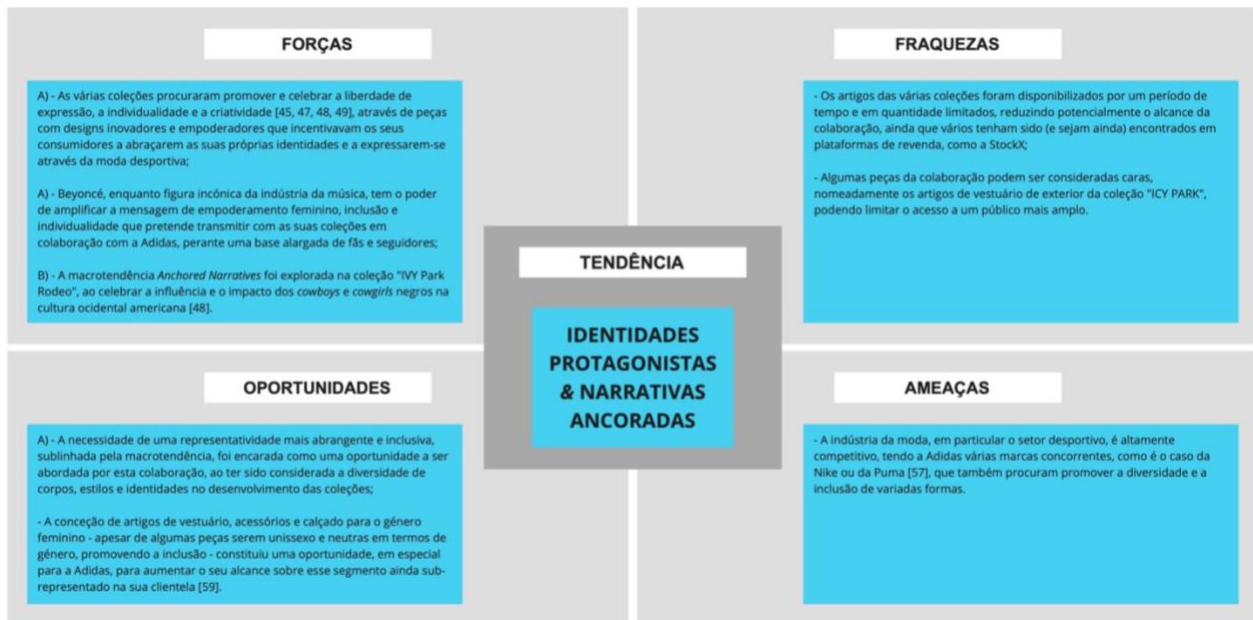 FORÇAS
A) - As várias coleções procuraram promover e celebrar a liberdade de
expressão, a individualidade e a criatividade [45, 47, 48, 49], através de peças
com designs inovadores e empoderadores que incentivavam os seus
consumidores a abraçarem as suas próprias identidades e a expressarem-se
através da moda desportiva;
A) - Beyoncé, enquanto figura icónica da indústria da música, tem o poder
de amplificar a mensagem de empoderamento feminino, inclusão e
individualidade que pretende transmitir com as suas coleções em
colaboração com a Adidas, perante uma base alargada de fãs e seguidores;
B) - A macrotendência Anchored Narratives foi explorada na coleção "IVY Park
Rodeo", ao celebrar a influência e o impacto dos cowboys e cowgirls negros na
cultura ocidental americana [48].
FRAQUEZAS
- Os artigos das várias coleções foram disponibilizados por um período de
tempo e em quantidade limitados, reduzindo potencialmente o alcance da
colaboração, ainda que vários tenham sido (e sejam ainda) encontrados em
plataformas de revenda, como a StockX;
- Algumas peças da colaboração podem ser consideradas caras,
nomeadamente os artigos de vestuário de exterior da coleção "ICY PARK",
podendo limitar o acesso a um público mais amplo.
TENDÊNCIA
IDENTIDADES
PROTAGONISTAS
& NARRATIVAS
ANCORADAS
OPORTUNIDADES
A) - A necessidade de uma representatividade mais abrangente e inclusiva,
sublinhada pela macrotendência, foi encarada como uma oportunidade a ser
abordada por esta colaboração, ao ter sido considerada a diversidade de
corpos, estilos e identidades no desenvolvimento das coleções;
- A conceção de artigos de vestuário, acessórios e calçado para o género
feminino - apesar de algumas peças serem unissexo e neutras em termos de
género, promovendo a inclusão - constituiu uma oportunidade, em especial
para a Adidas, para aumentar o seu alcance sobre esse segmento ainda sub-
representado na sua clientela [59].
AMEAÇAS
- A indústria da moda, em particular o setor desportivo, é altamente
competitivo, tendo a Adidas várias marcas concorrentes, como é o caso da
Nike ou da Puma [57], que também procuram promover a diversidade e a
inclusão de variadas formas.